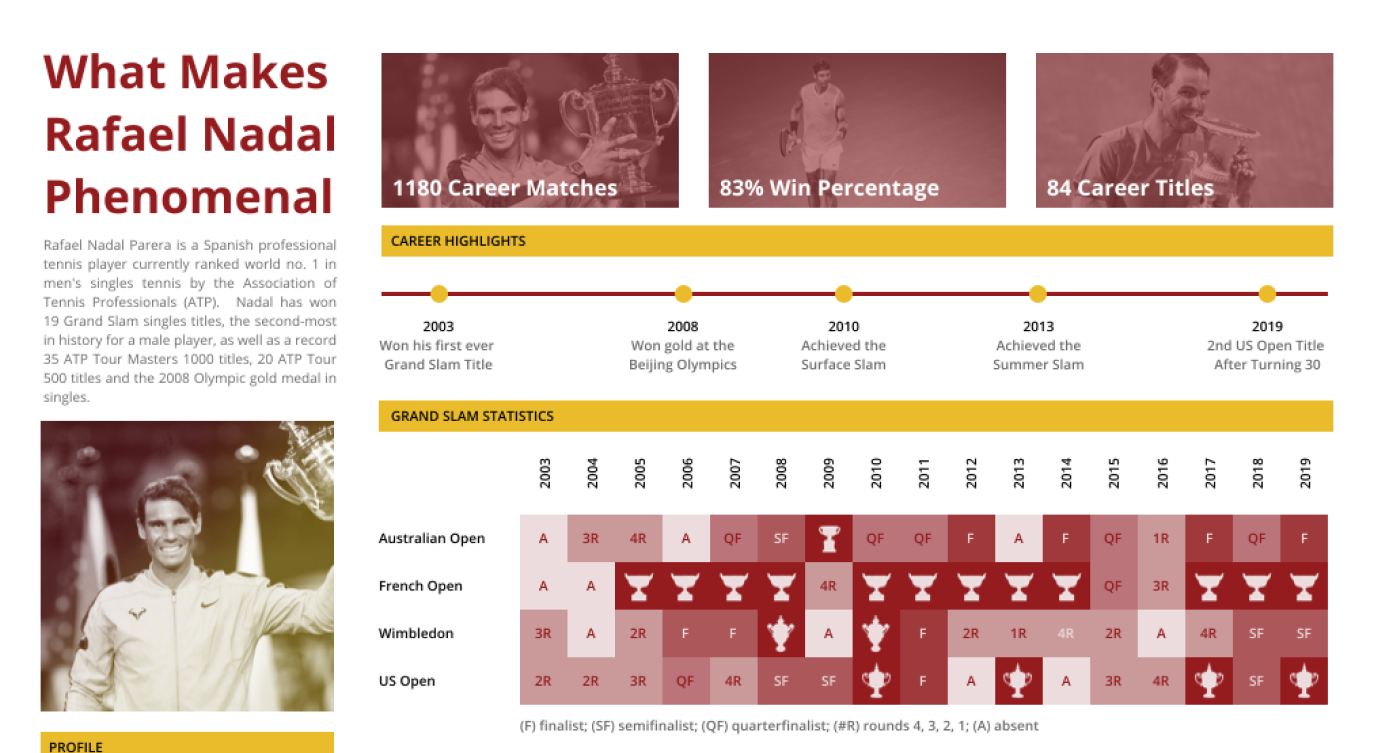 What Makes
Rafael Nadal
Phenomenal
Rafael Nadal Parera is a Spanish professional
tennis player currently ranked world no. 1 in
men's singles tennis by the Association of
Tennis Professionals (ATP). Nadal has won
19 Grand Slam singles titles, the second-most
in history for a male player, as well as a record
35 ATP Tour Masters 1000 titles, 20 ATP Tour
500 titles and the 2008 Olympic gold medal in
singles.
PROFILE
1180 Career Matches
83% Win Percentage
84 Career Titles
CAREER HIGHLIGHTS
2003
Won his first ever
Grand Slam Title
2008
Won gold at the
Beijing Olympics
2010
Achieved the
Surface Slam
2013
Achieved the
Summer Slam
2019
2nd US Open Title
After Turning 30
GRAND SLAM STATISTICS
2003 2004 2005 2006 2007 2008 2009 2010 2011 2012 2013 2014 2015 2016 2017 2018 2019
Australian Open A 3R 4R A QF SF QF QF F A F QF 1R F QF F
French Open A A 4R QF 3R
Wimbledon 3R A 2R F F A F 2R 1R 4R 2R A 4R SF SF
US Open 2R 2R 3R QF 4R SF SF F A A 3R 4R SF
(F) finalist; (SF) semifinalist; (QF) quarterfinalist; (#R) rounds 4, 3, 2, 1; (A) absent